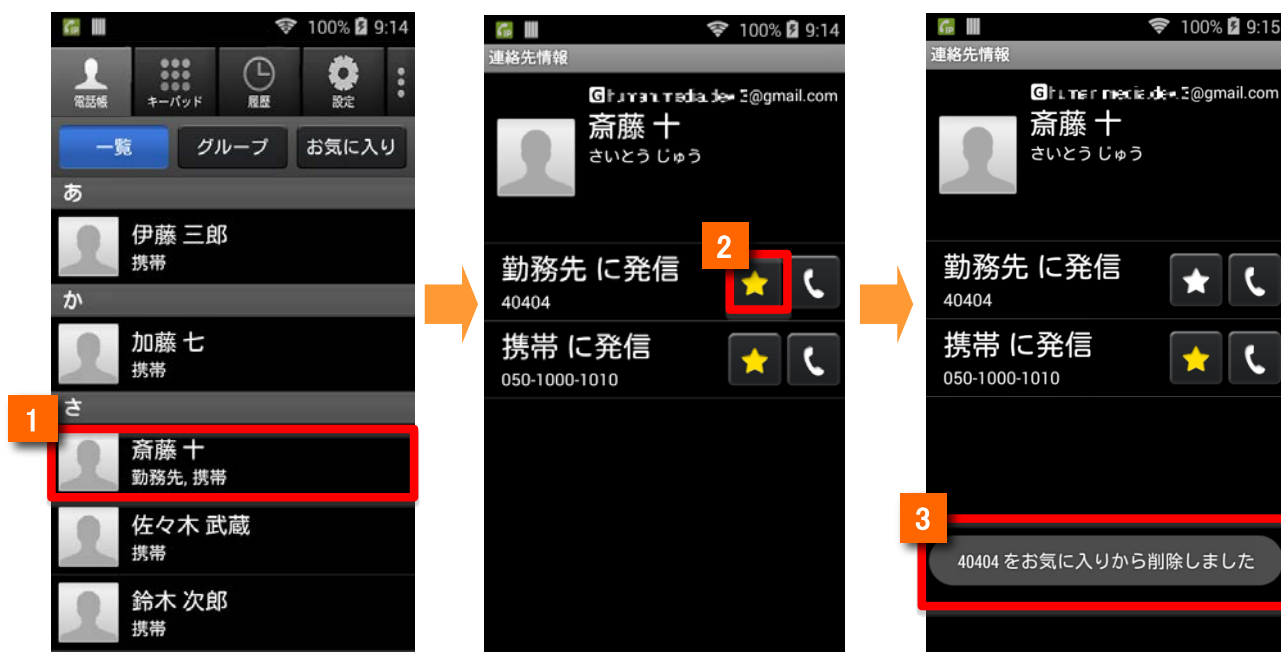 100% 9:14
電話帳
キーパッド
履歴
設定
一覧
グループ
お気に入り
あ
伊藤 三郎
携帯
か
加藤 七
携帯
1
さ
斎藤 十
勤務先, 携帯
佐々木 武蔵
携帯
鈴木 次郎
携帯
100% 9:14
連絡先情報
@gmail.com
斎藤 十
さいとう じゅう
2
勤務先 に発信
40404
携帯 に発信
050-1000-1010
100% 9:15
連絡先情報
@gmail.com
斎藤 十
さいとう じゅう
勤務先 に発信
40404
携帯 に発信
050-1000-1010
3
40404 をお気に入りから削除しました